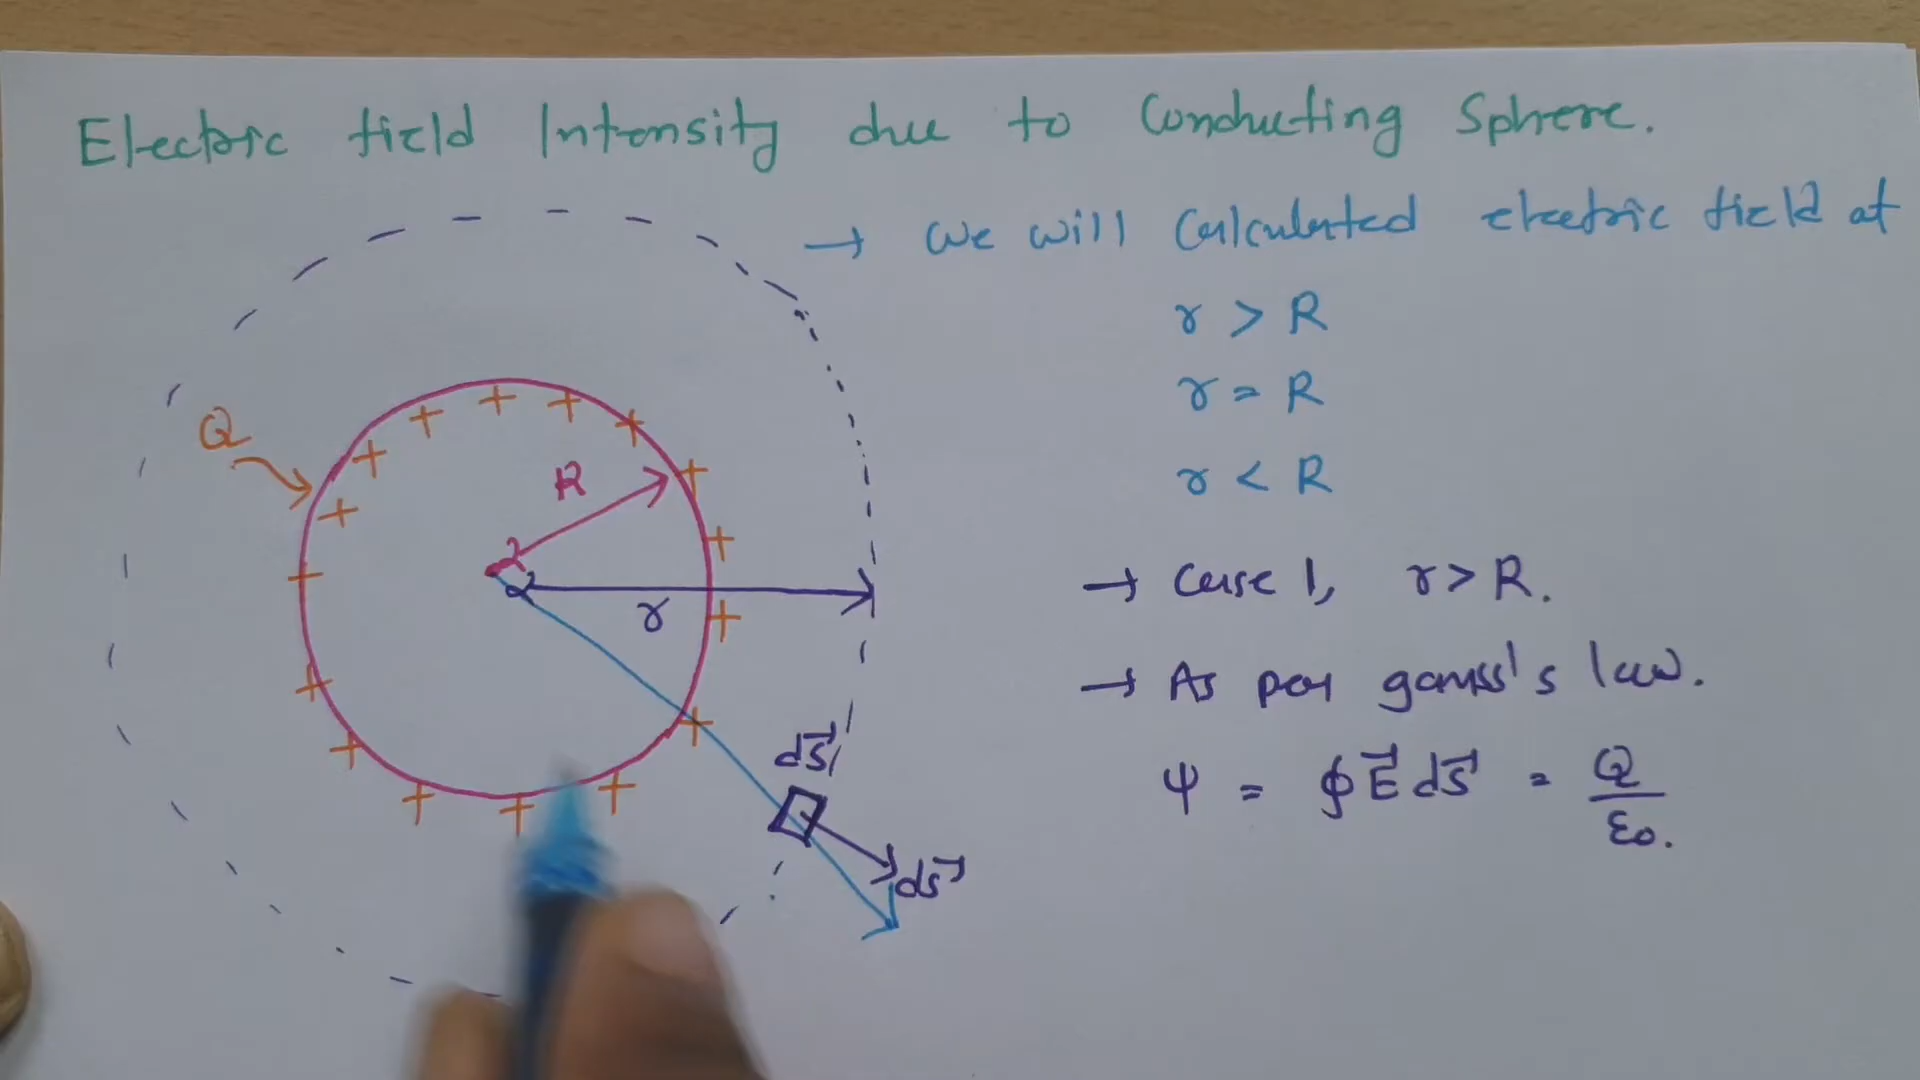 Electric field Intensity due to Conducting Sphere.
→ We will Calculated electric field at
r > R
r = R
r < R
Q
R
r
→ Case 1, r > R.
→ As per gauss's law.
ψ = ∮ E⃗ ds⃗ = Q/ε0.
ds⃗
ds⃗